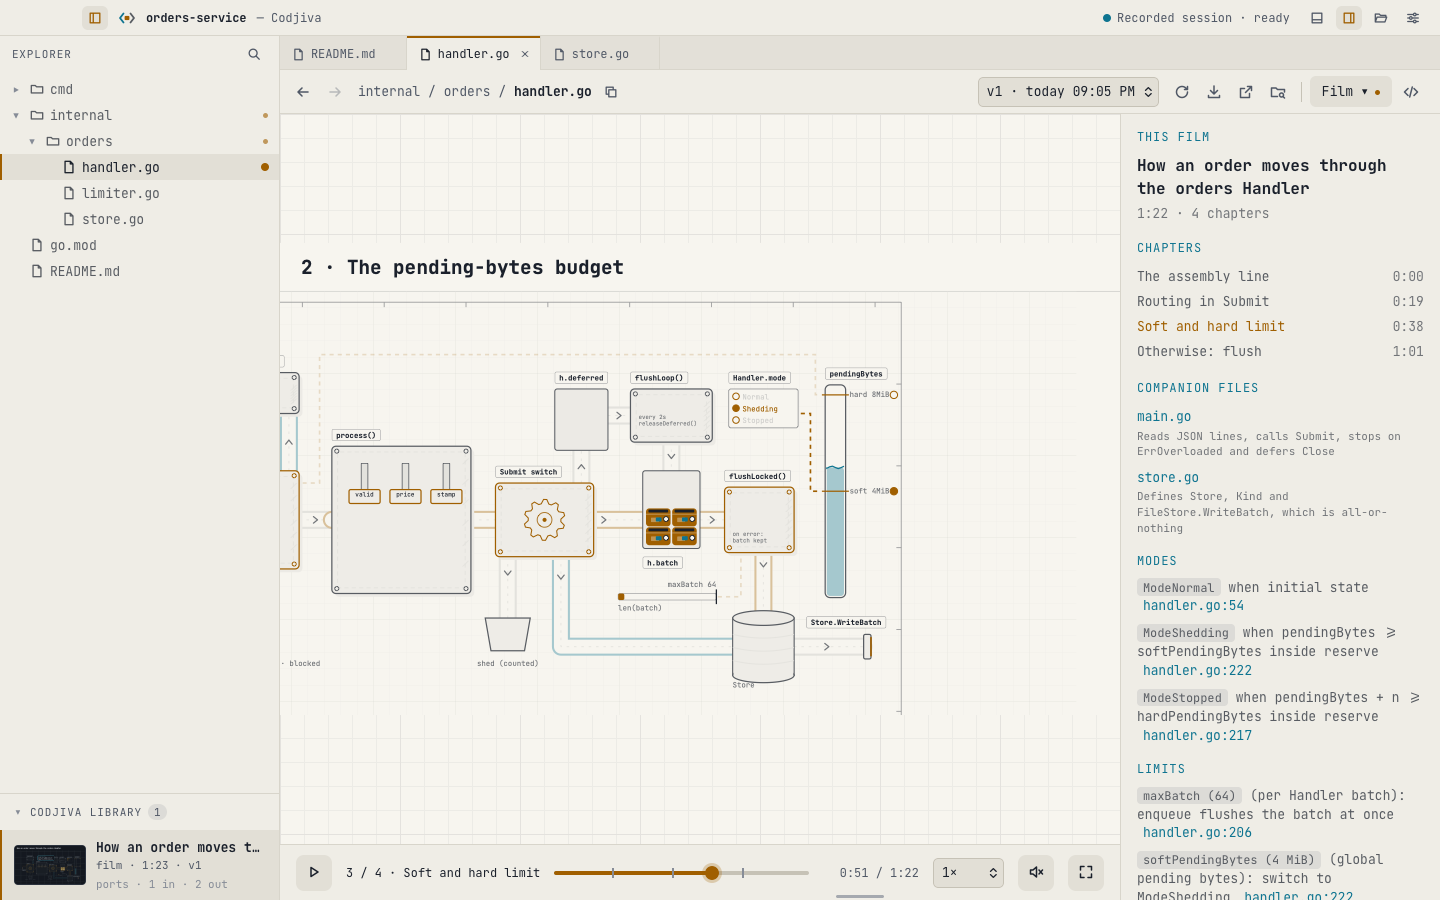 orders-service — Codjiva
Recorded session · ready
EXPLORER
cmd
internal
orders
handler.go
limiter.go
store.go
go.mod
README.md
CODJIVA LIBRARY 1
How an order moves t…
film · 1:23 · v1
ports · 1 in · 2 out
README.md
handler.go ×
store.go
internal / orders / handler.go
v1 · today 09:05 PM
Film ▾
2 · The pending-bytes budget
process()
valid
price
stamp
Submit switch
h.deferred
flushLoop()
every 2s
releaseDeferred()
Handler.mode
Normal
Shedding
Stopped
pendingBytes
hard 8MiB
soft 4MiB
flushLocked()
on error:
batch kept
h.batch
maxBatch 64
len(batch)
Store.WriteBatch
shed (counted)
· blocked
Store
3 / 4 · Soft and hard limit
0:51 / 1:22
1×
THIS FILM
How an order moves through
the orders Handler
1:22 · 4 chapters
CHAPTERS
The assembly line 0:00
Routing in Submit 0:19
Soft and hard limit 0:38
Otherwise: flush 1:01
COMPANION FILES
main.go
Reads JSON lines, calls Submit, stops on
ErrOverloaded and defers Close
store.go
Defines Store, Kind and
FileStore.WriteBatch, which is all-or-
nothing
MODES
ModeNormal when initial state
handler.go:54
ModeShedding when pendingBytes ⩾
softPendingBytes inside reserve
handler.go:222
ModeStopped when pendingBytes + n ⩾
hardPendingBytes inside reserve
handler.go:217
LIMITS
maxBatch (64) (per Handler batch):
enqueue flushes the batch at once
handler.go:206
softPendingBytes (4 MiB) (global
pending bytes): switch to
ModeShedding handler.go:222